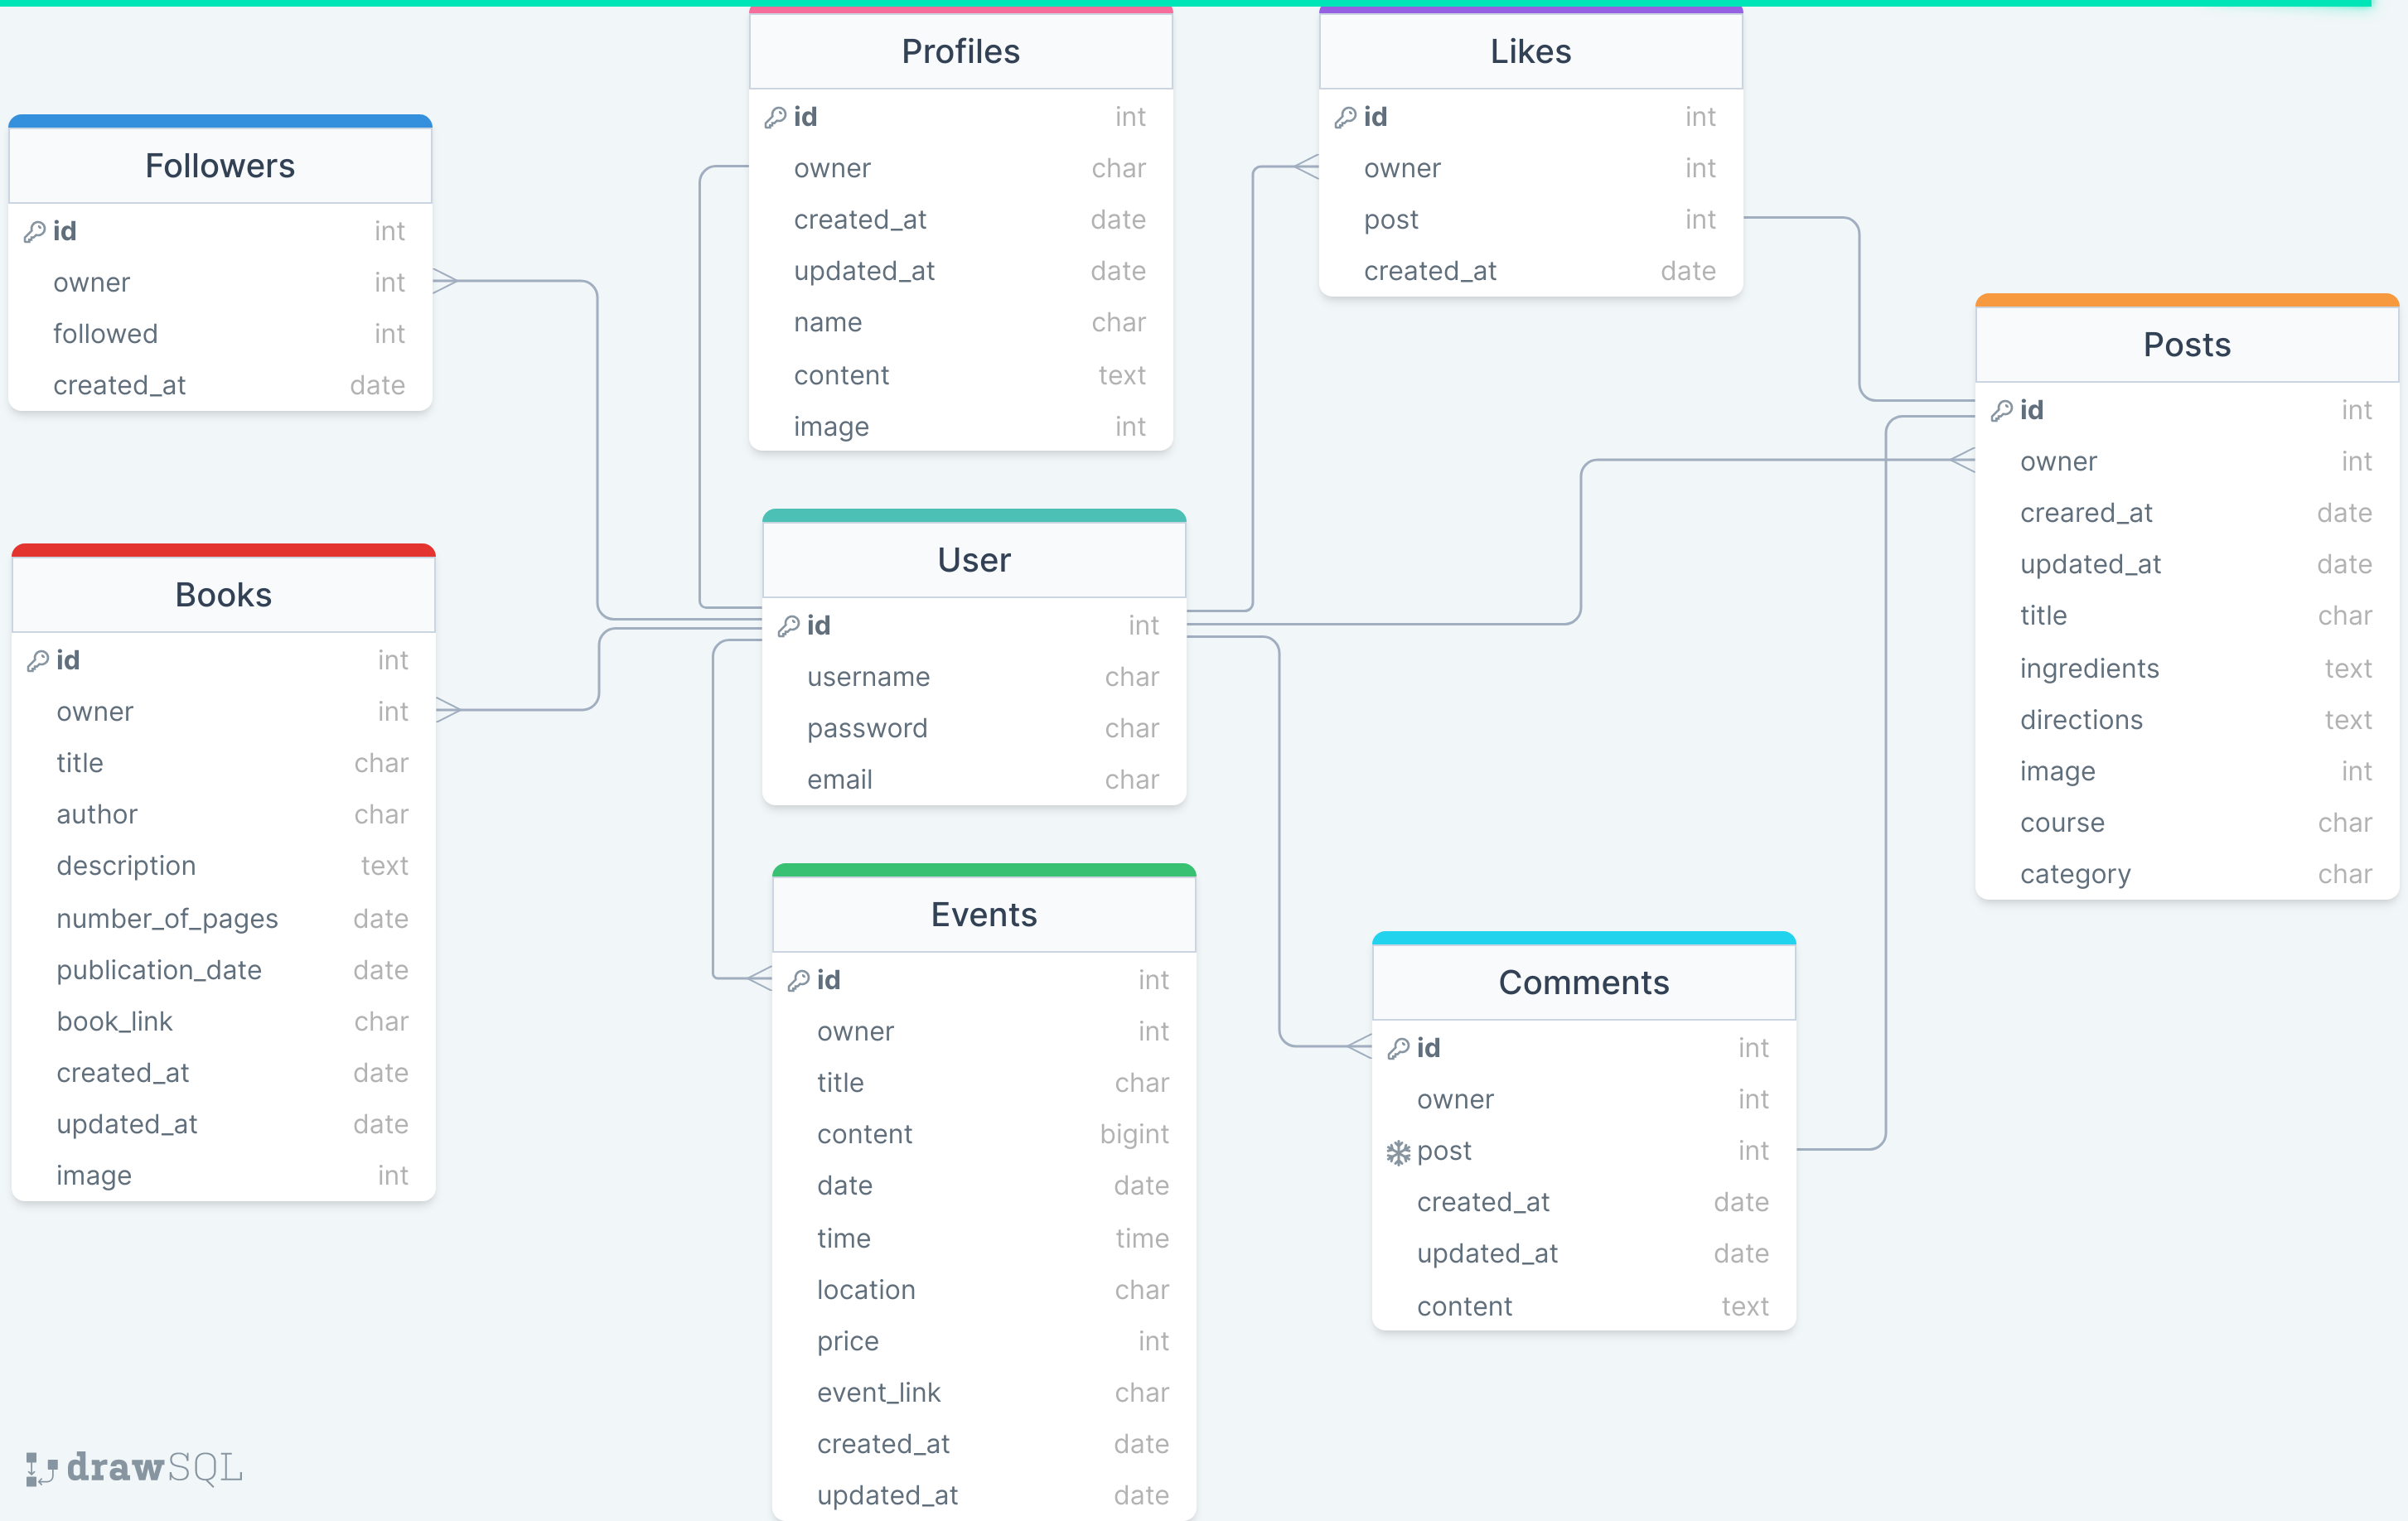 Profiles
id int
owner char
created_at date
updated_at date
name char
content text
image int
Likes
id int
owner int
post int
created_at date
Followers
id int
owner int
followed int
created_at date
Posts
id int
owner int
creared_at date
updated_at date
title char
ingredients text
directions text
image int
course char
category char
User
id int
username char
password char
email char
Books
id int
owner int
title char
author char
description text
number_of_pages date
publication_date date
book_link char
created_at date
updated_at date
image int
Events
id int
owner int
title char
content bigint
date date
time time
location char
price int
event_link char
created_at date
updated_at date
Comments
id int
owner int
post int
created_at date
updated_at date
content text
drawSQL